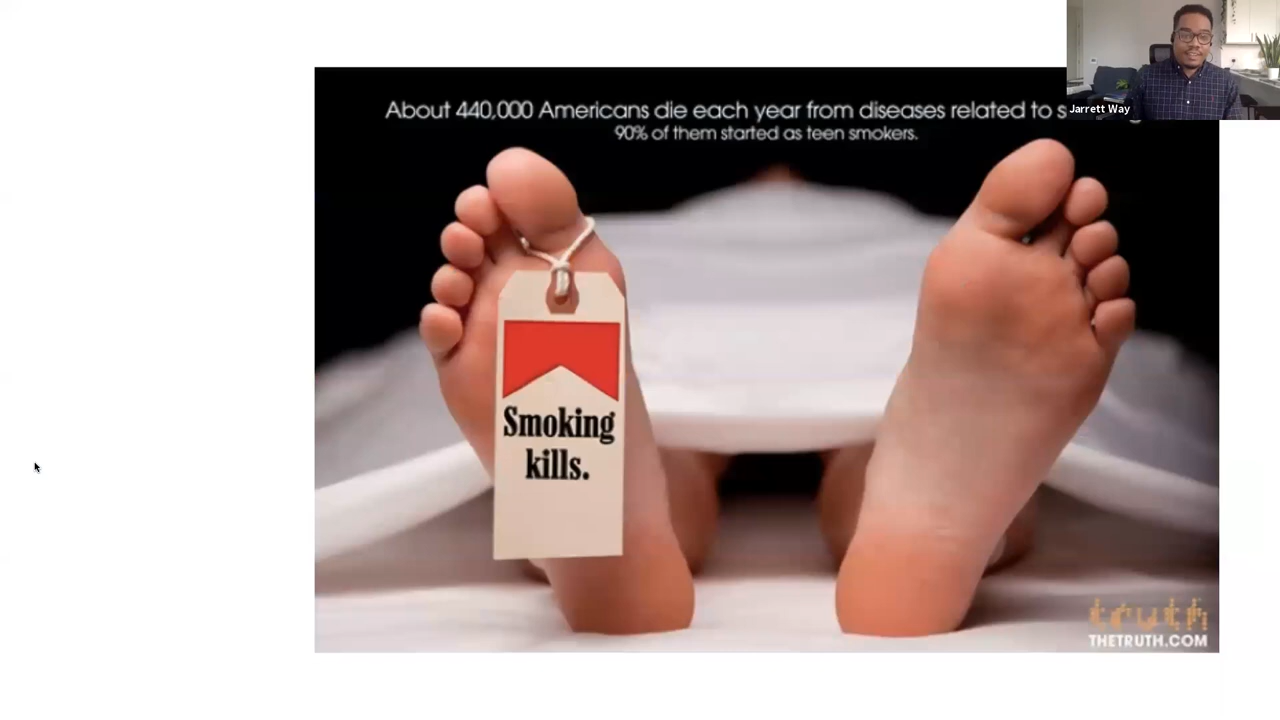 About 440,000 Americans die each year from diseases related to
90% of them started as teen smokers.
Jarrett Way
Smoking
kills.
truth
THETRUTH.COM